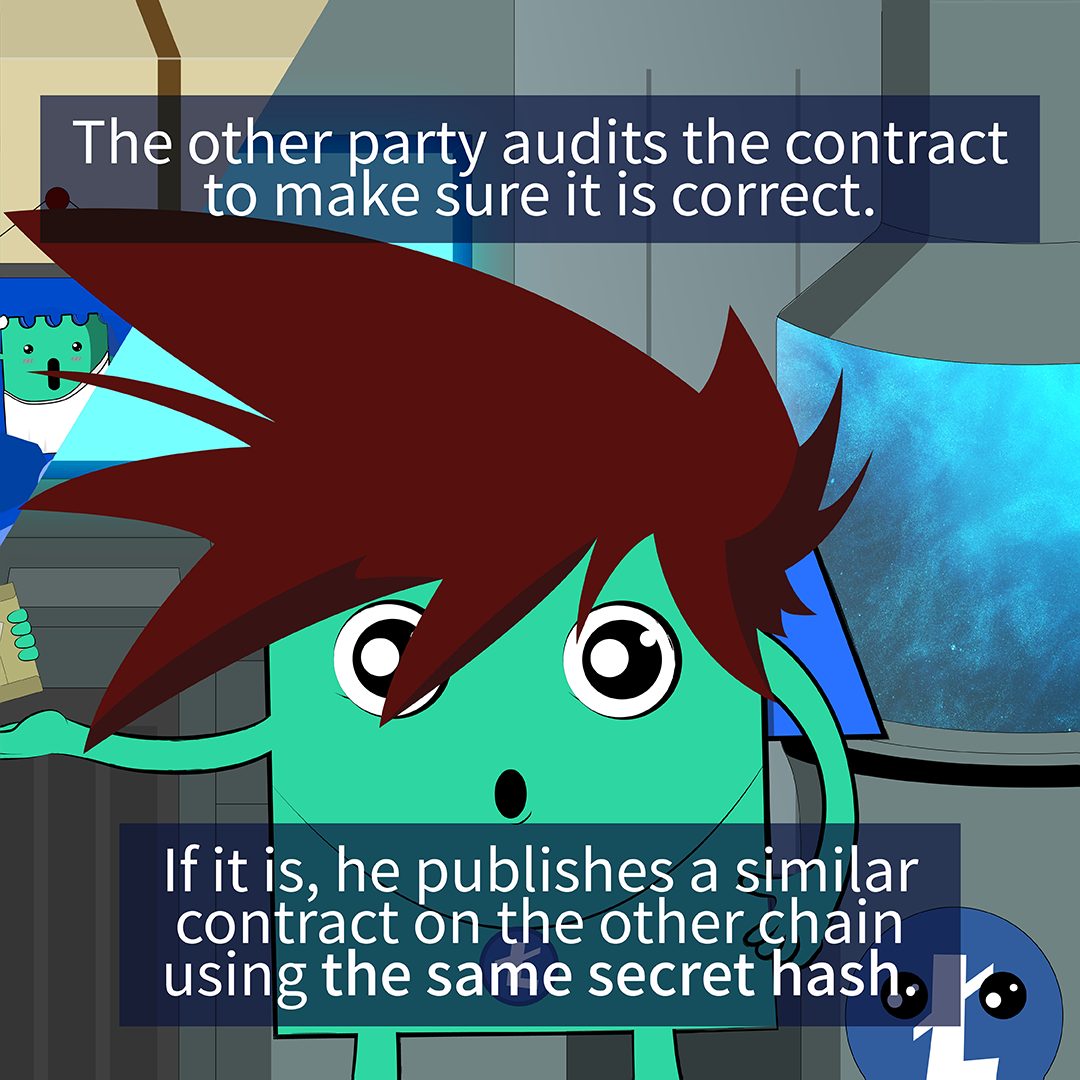 The other party audits the contract
to make sure it is correct.
If it is, he publishes a similar
contract on the other chain
using the same secret hash.